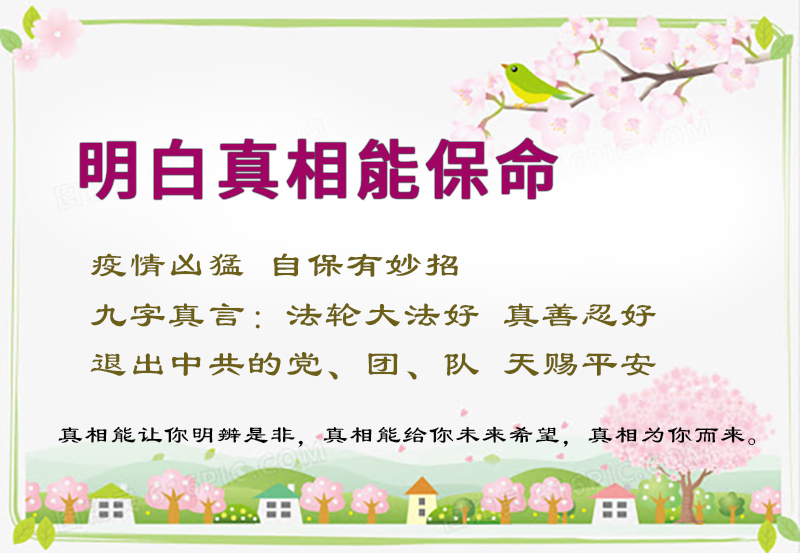 明白真相能保命
疫情凶猛 自保有妙招
九字真言：法轮大法好 真善忍好
退出中共的党、团、队 天赐平安
真相能让你明辨是非，真相能给你未来希望，真相为你而来。